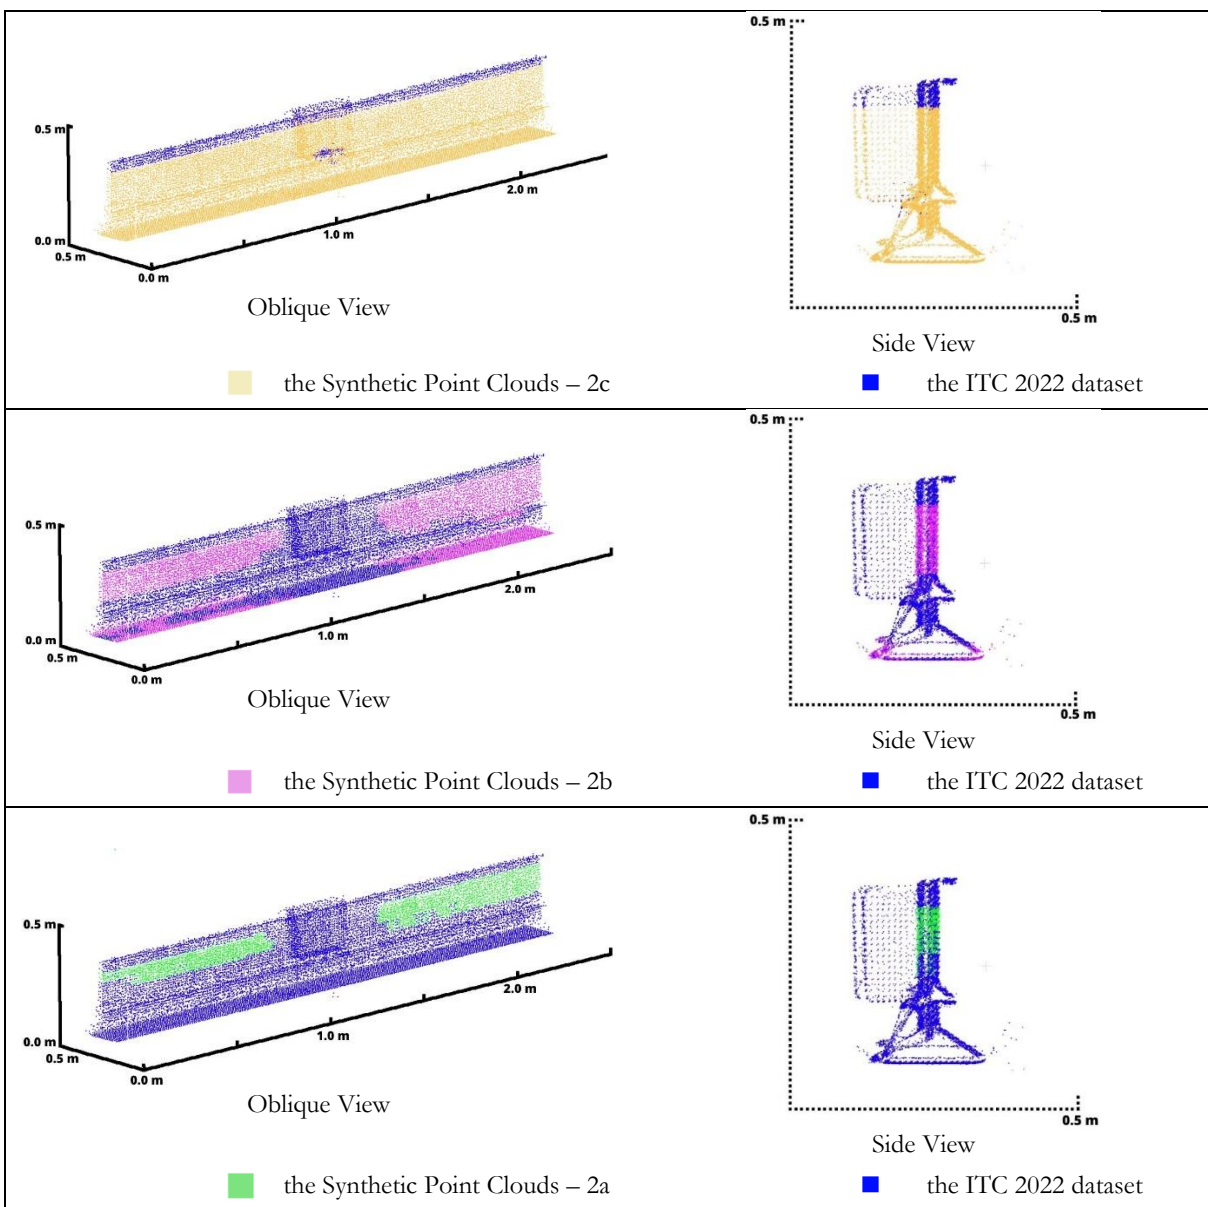 0.5 m
0.5 m
2.0 m
0.0 m
1.0 m
0.5 m
0.0 m
0.5 m
Oblique View
Side View
the Synthetic Point Clouds – 2c
the ITC 2022 dataset
0.5 m
0.5 m
2.0 m
0.0 m
1.0 m
0.5 m
0.0 m
0.5 m
Oblique View
Side View
the Synthetic Point Clouds – 2b
the ITC 2022 dataset
0.5 m
0.5 m
2.0 m
0.0 m
1.0 m
0.5 m
0.0 m
0.5 m
Oblique View
Side View
the Synthetic Point Clouds – 2a
the ITC 2022 dataset